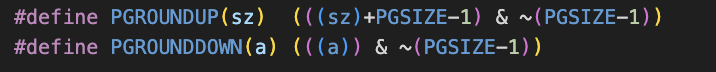 #define PGROUNDUP(sz)  (((sz)+PGSIZE-1) & ~(PGSIZE-1))
#define PGROUNDDOWN(a) (((a)) & ~(PGSIZE-1))